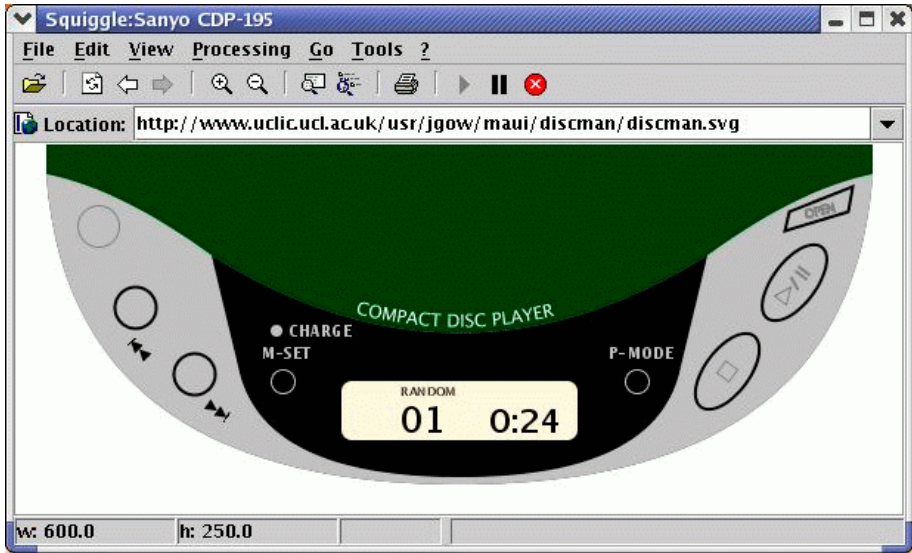 Squiggle:Sanyo CDP-195
File Edit View Processing Go Tools ?
Location: http://www.uclic.ucl.ac.uk/usr/jgow/maui/discman/discman.svg
OPEN
COMPACT DISC PLAYER
CHARGE
M-SET
P-MODE
RANDOM
01 0:24
w: 600.0 h: 250.0